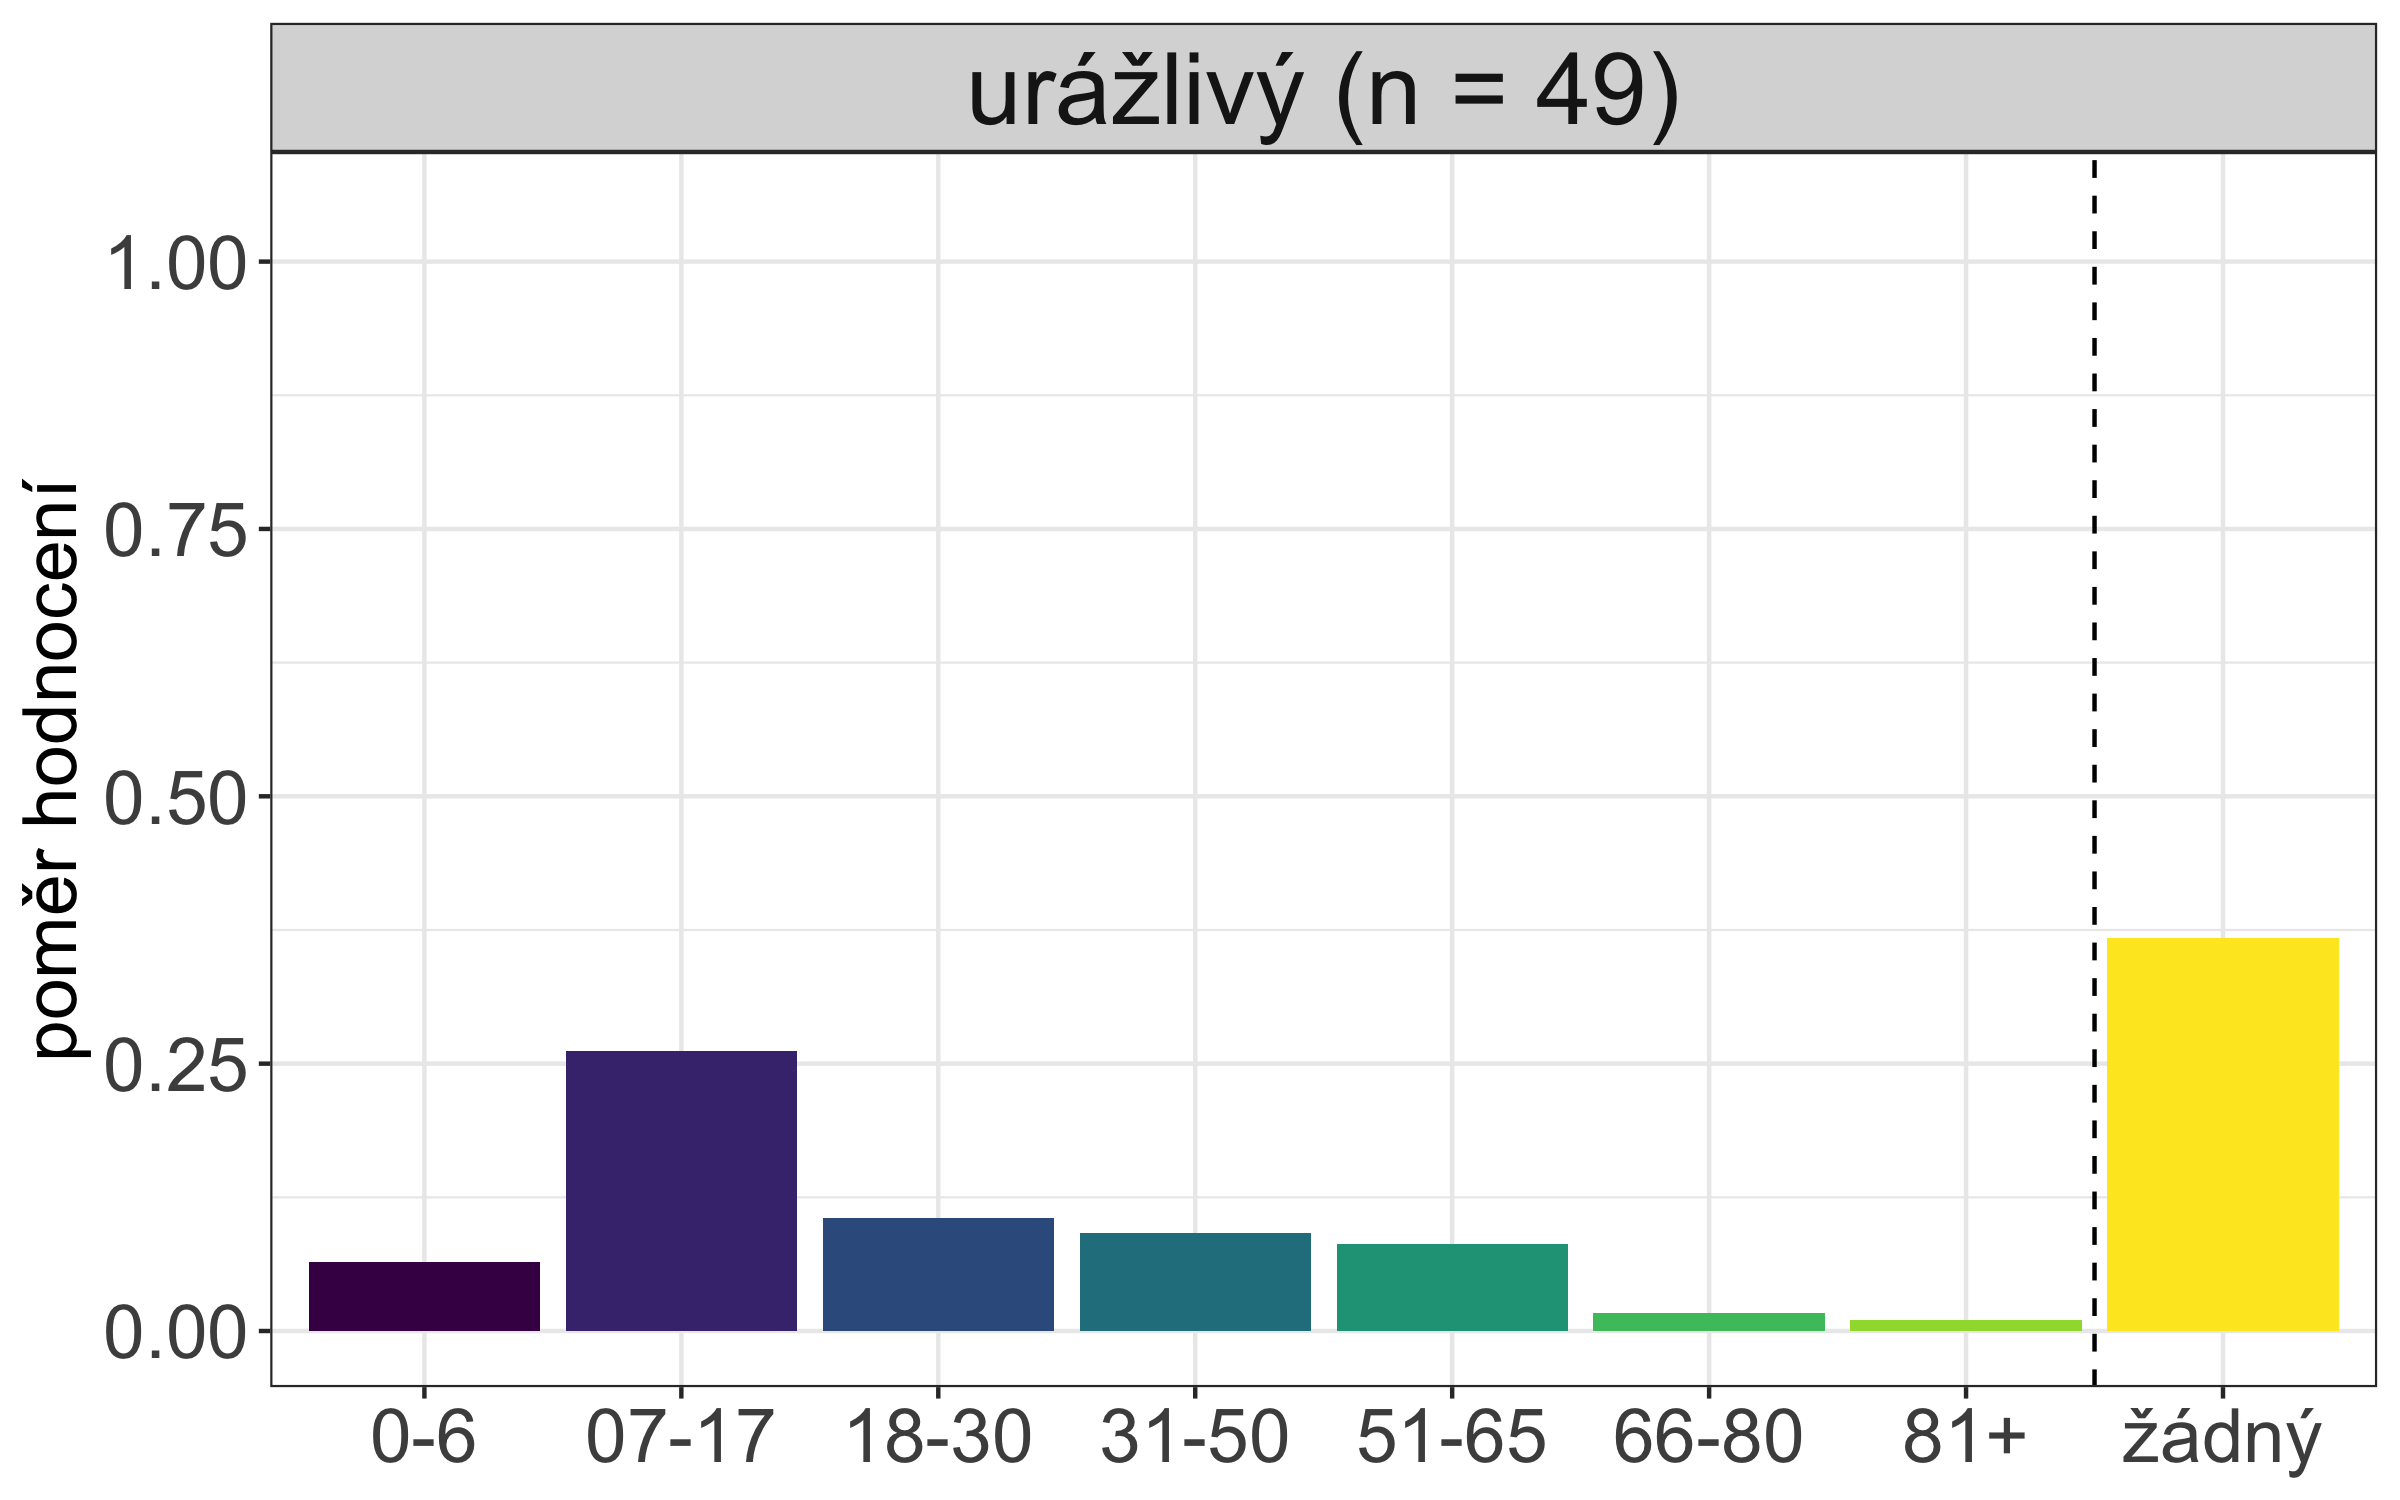 urážlivý (n = 49)
poměr hodnocení
1.00
0.75
0.50
0.25
0.00
0-6 07-17 18-30 31-50 51-65 66-80 81+ žádný